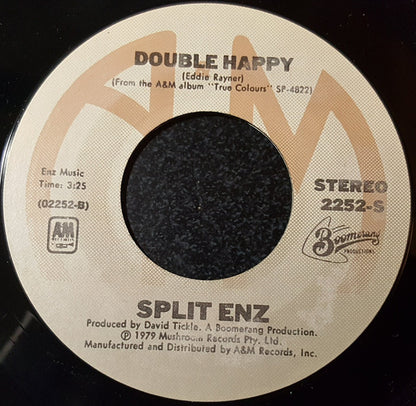 DOUBLE HAPPY
(Eddie Rayner)
(From the A&M album "True Colours" SP-4822)
Enz Music
Time: 3:25
(02252-B)
STEREO
2252-S
AM
RECORDS
Boomerang
PRODUCTIONS
SPLIT ENZ
Produced by David Tickle. A Boomerang Production.
Ⓟ 1979 Mushroom Records Pty. Ltd.
Manufactured and Distributed by A&M Records, Inc.